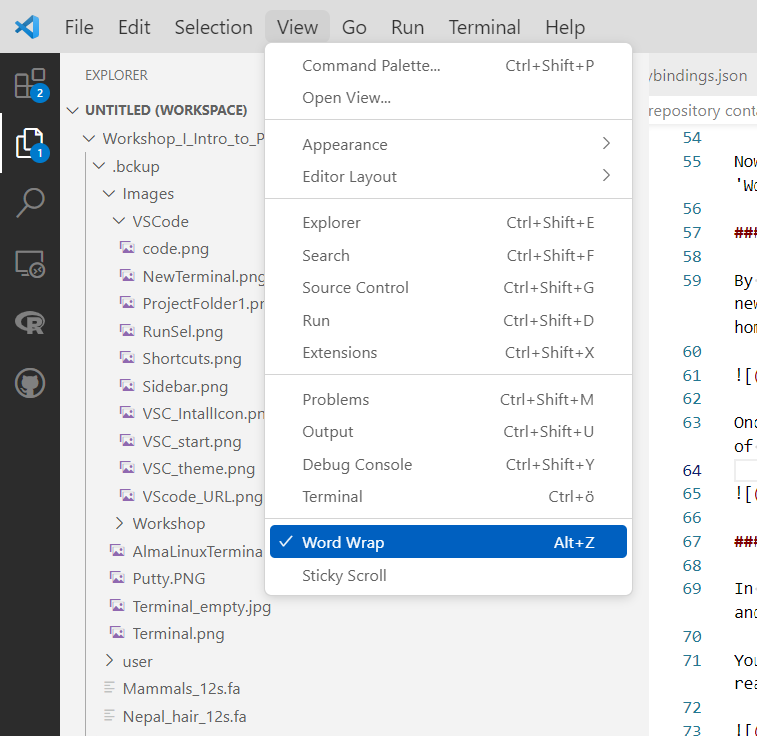 File Edit Selection View Go Run Terminal Help
EXPLORER
2
1
UNTITLED (WORKSPACE)
Workshop_I_Intro_to_P
.bckup
Images
VSCode
code.png
NewTerminal.png
ProjectFolder1.pn
RunSel.png
Shortcuts.png
Sidebar.png
VSC_IntallIcon.pn
VSC_start.png
VSC_theme.png
VScode_URL.png
Workshop
AlmaLinuxTermina
Putty.PNG
Terminal_empty.jpg
Terminal.png
user
Mammals_12s.fa
Nepal_hair_12s.fa
Command Palette... Ctrl+Shift+P
Open View...
Appearance
Editor Layout
Explorer Ctrl+Shift+E
Search Ctrl+Shift+F
Source Control Ctrl+Shift+G
Run Ctrl+Shift+D
Extensions Ctrl+Shift+X
Problems Ctrl+Shift+M
Output Ctrl+Shift+U
Debug Console Ctrl+Shift+Y
Terminal Ctrl+ö
Word Wrap Alt+Z
Sticky Scroll
ybindings.json
repository conta
54
55 Now
'Wo
56
57 ###
58
59 By
new
hom
60
61 ![(
62
63 Onc
of
64
65 ![(
66
67 ###
68
69 In
and
70
71 You
rea
72
73 ![(